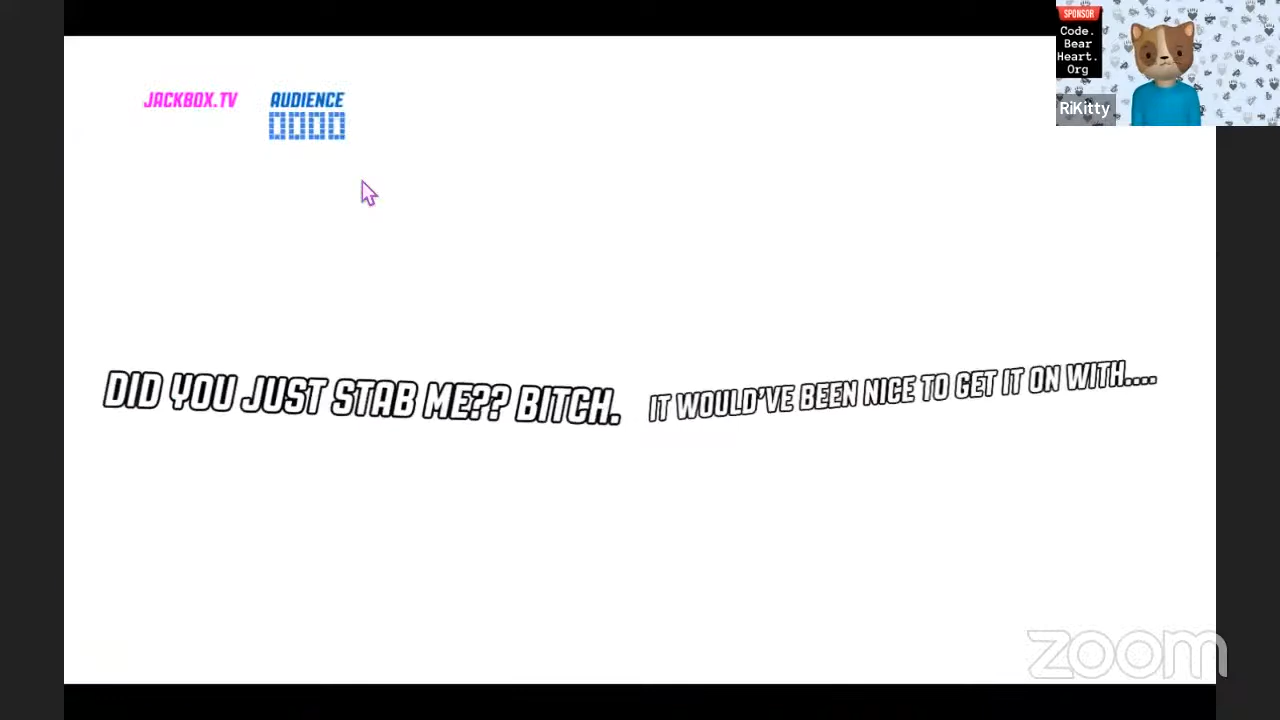 SPONSOR
Code.
Bear
Heart.
Org
RiKitty
JACKBOX.TV
AUDIENCE
0000
DID YOU JUST STAB ME?? BITCH.
IT WOULD'VE BEEN NICE TO GET IT ON WITH....
zoom